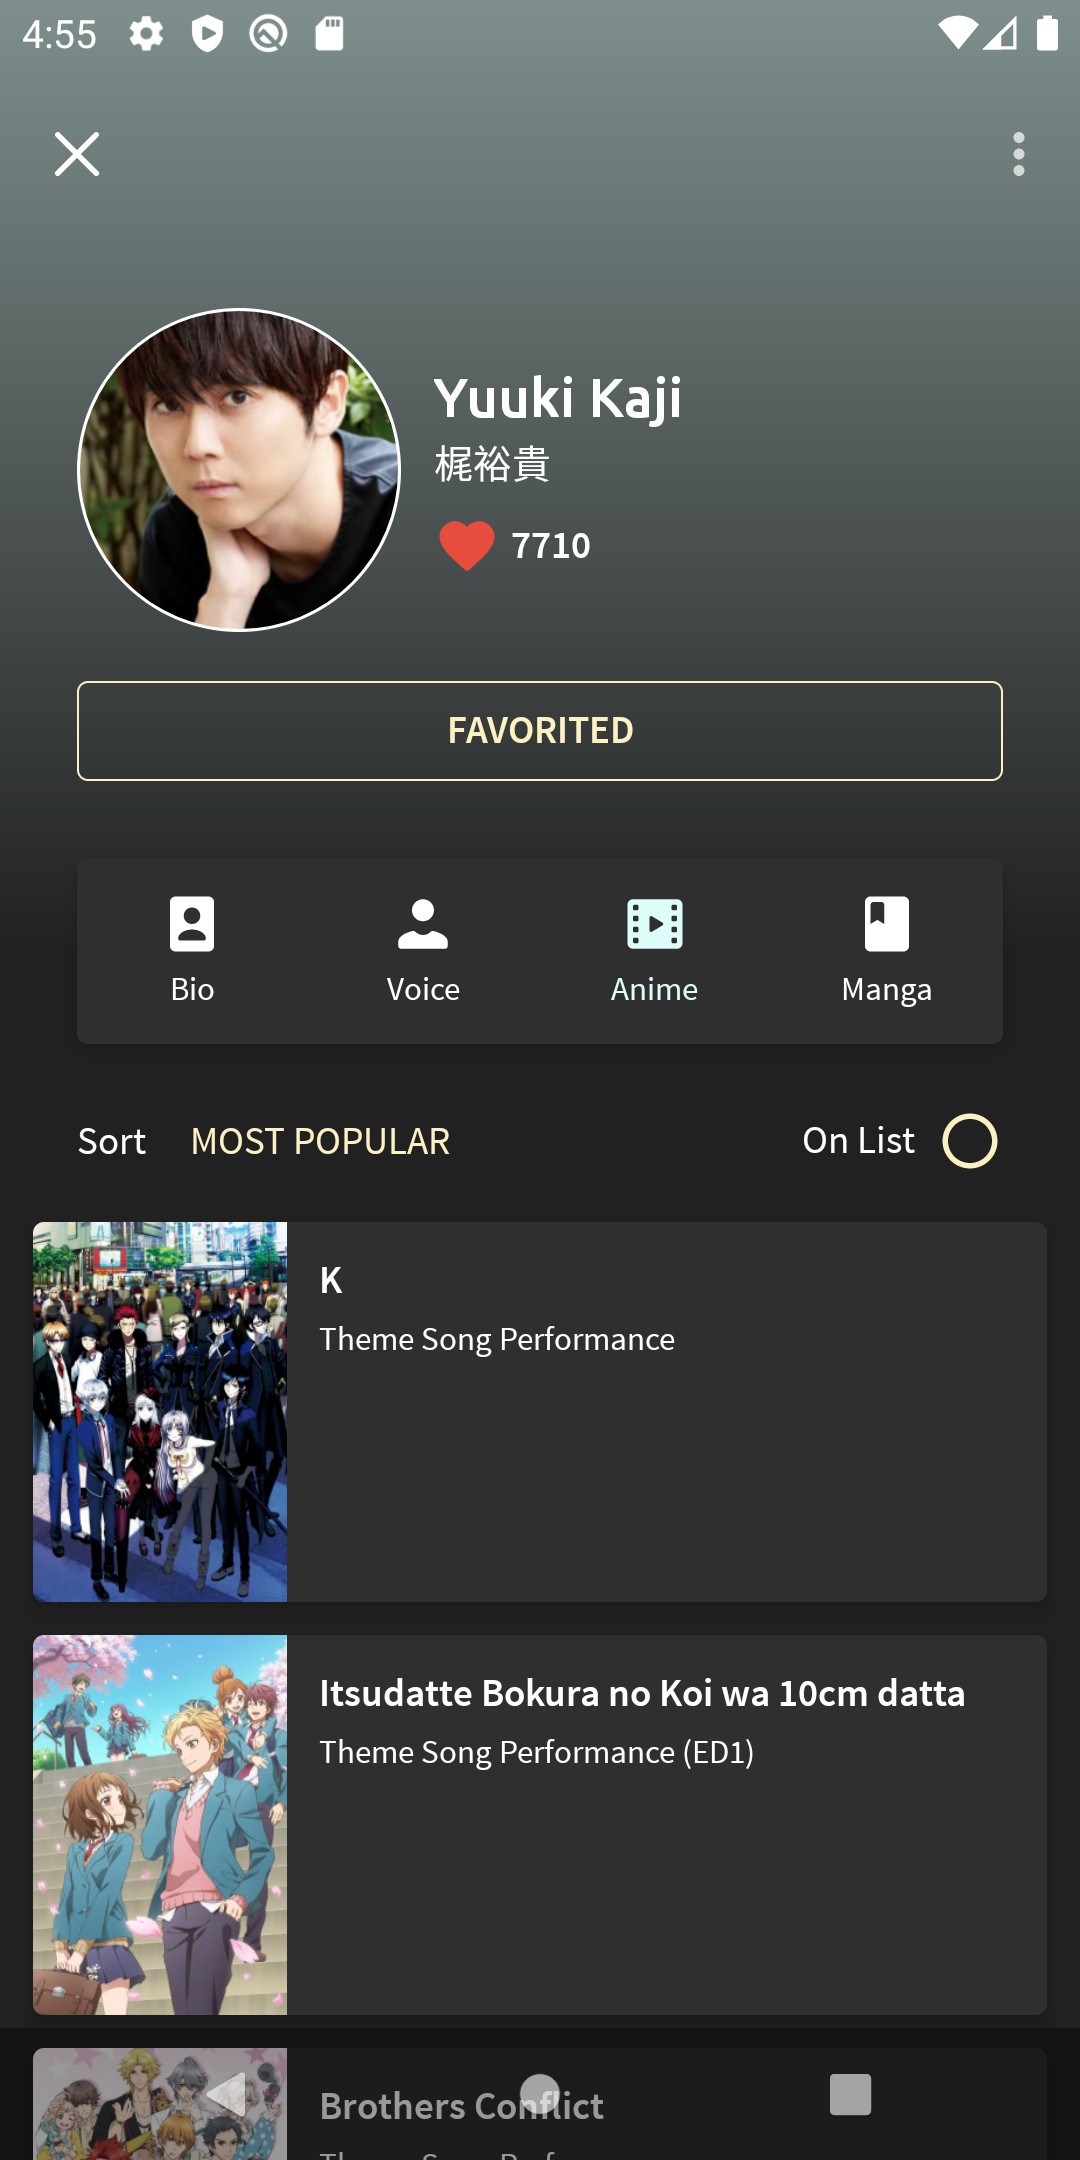 4:55
Yuuki Kaji
梶裕貴
7710
FAVORITED
Bio
Voice
Anime
Manga
Sort
MOST POPULAR
On List
K
Theme Song Performance
Itsudatte Bokura no Koi wa 10cm datta
Theme Song Performance (ED1)
Brothers Conflict